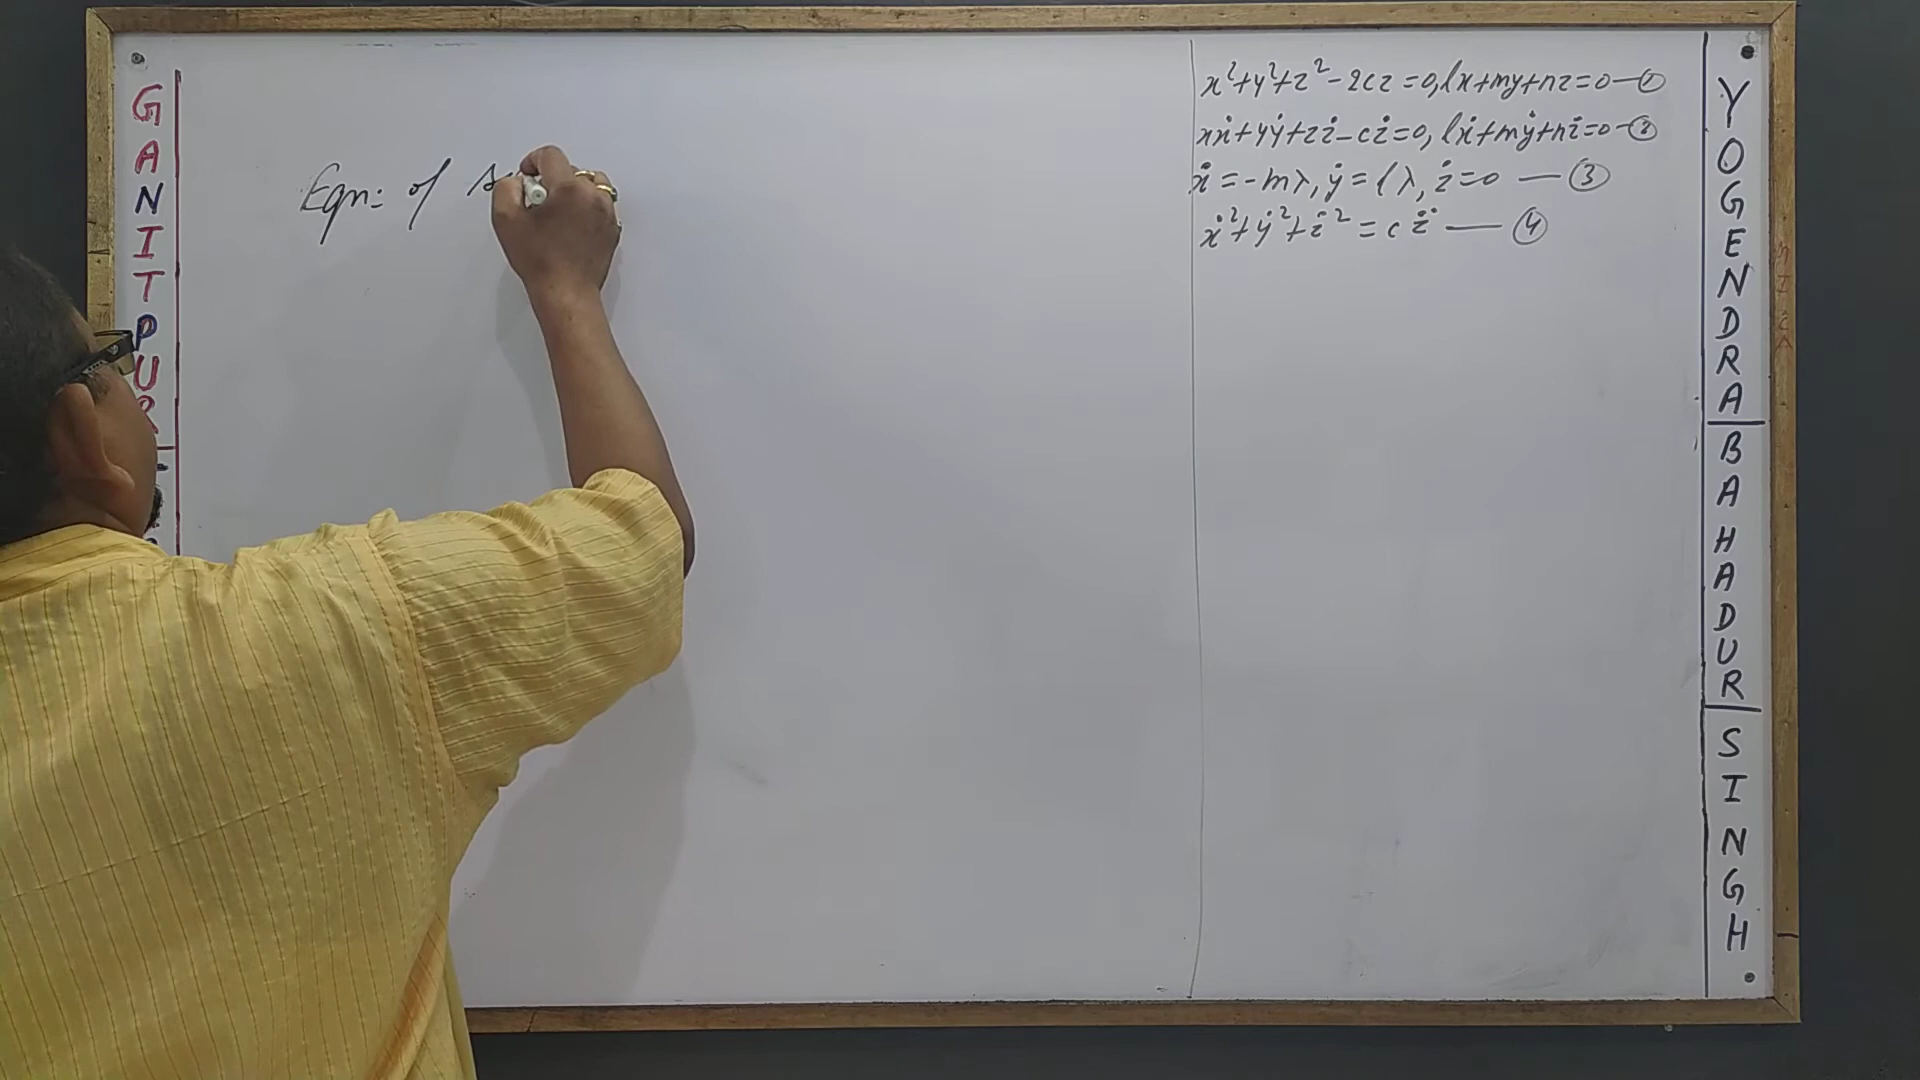 GANITPUR
Eqn: of
x²+y²+z²-2cz=0, lx+my+nz=0 — ①
xẋ+yẏ+zż-cż=0, lẋ+mẏ+nż=0 — ②
ẋ=-mλ, ẏ=lλ, ż=0 — ③
ẋ²+ẏ²+ż²=c z̈ — ④
YOGENDRA
BAHADUR
SINGH